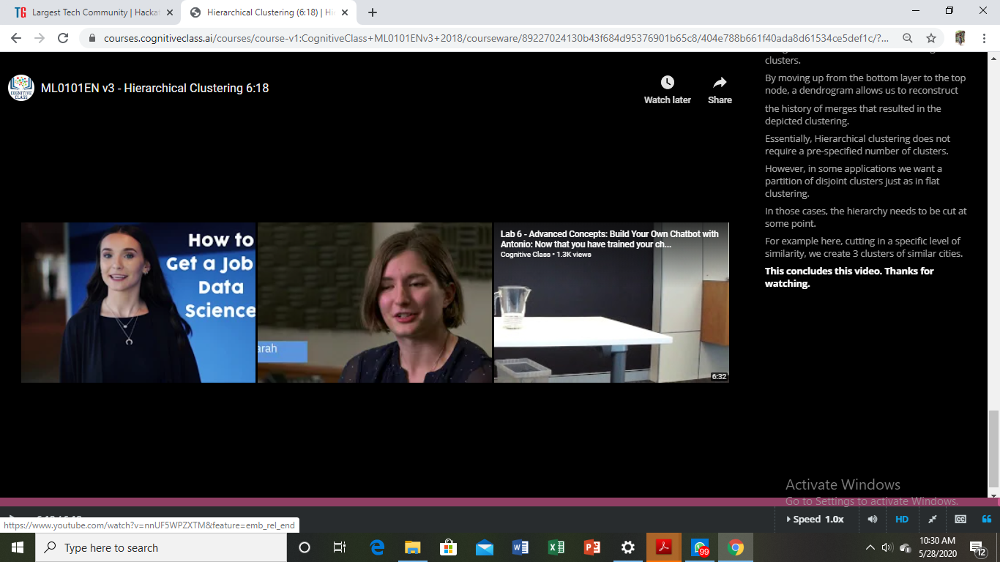 TG Largest Tech Community | Hacka
Hierarchical Clustering (6:18) | Hi
courses.cognitiveclass.ai/courses/course-v1:CognitiveClass+ML0101ENv3+2018/courseware/89227024130b43f684d95376901b65c8/404e788b661f40ada8d61534ce5def1c/?...
COGNITIVE CLASS
ML0101EN v3 - Hierarchical Clustering 6:18
Watch later
Share
How to
Get a Job
Data
Science
arah
Lab 6 - Advanced Concepts: Build Your Own Chatbot with
Antonio: Now that you have trained your ch...
Cognitive Class • 1.3K views
6:32
clusters.
By moving up from the bottom layer to the top
node, a dendrogram allows us to reconstruct
the history of merges that resulted in the
depicted clustering.
Essentially, Hierarchical clustering does not
require a pre-specified number of clusters.
However, in some applications we want a
partition of disjoint clusters just as in flat
clustering.
In those cases, the hierarchy needs to be cut at
some point.
For example here, cutting in a specific level of
similarity, we create 3 clusters of similar cities.
This concludes this video. Thanks for
watching.
Activate Windows
Go to Settings to activate Windows.
Speed 1.0x
HD
CC
https://www.youtube.com/watch?v=nnUF5WPZXTM&feature=emb_rel_end
Type here to search
99
10:30 AM
5/28/2020
12